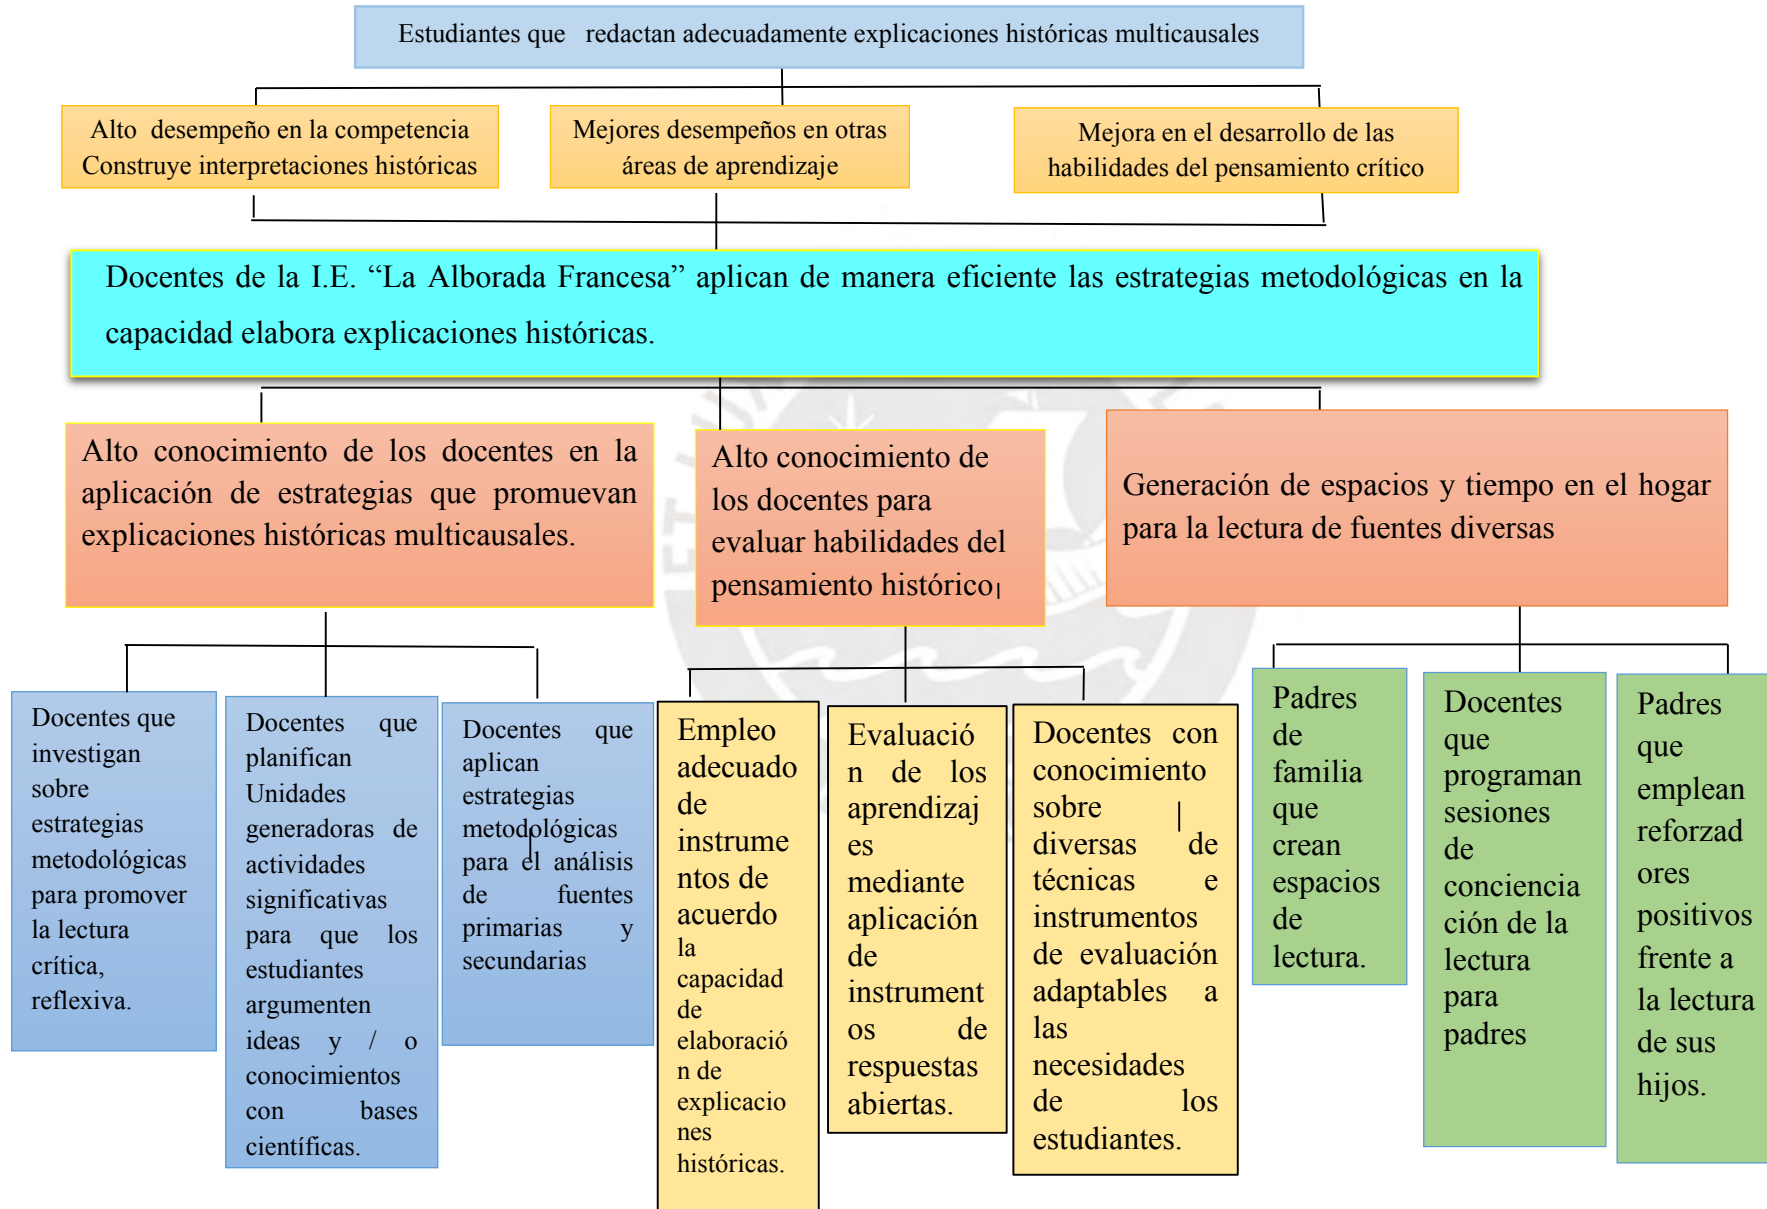 Estudiantes que redactan adecuadamente explicaciones históricas multicausales
Alto desempeño en la competencia
Construye interpretaciones históricas
Mejores desempeños en otras
áreas de aprendizaje
Mejora en el desarrollo de las
habilidades del pensamiento crítico
Docentes de la I.E. “La Alborada Francesa” aplican de manera eficiente las estrategias metodológicas en la
capacidad elabora explicaciones históricas.
Alto conocimiento de los docentes en la
aplicación de estrategias que promuevan
explicaciones históricas multicausales.
Alto conocimiento de
los docentes para
evaluar habilidades del
pensamiento histórico
Generación de espacios y tiempo en el hogar
para la lectura de fuentes diversas
Docentes que
investigan
sobre
estrategias
metodológicas
para promover
la lectura
crítica,
reflexiva.
Docentes que
planifican
Unidades
generadoras de
actividades
significativas
para que los
estudiantes
argumenten
ideas y / o
conocimientos
con bases
científicas.
Docentes que
aplican
estrategias
metodológicas
para el análisis
de fuentes
primarias y
secundarias
Empleo
adecuado
de
instrume
ntos de
acuerdo
la
capacidad
de
elaboració
n de
explicacio
nes
históricas.
Evaluació
n de los
aprendizaj
es
mediante
aplicación
de
instrument
os de
respuestas
abiertas.
Docentes con
conocimiento
sobre
diversas de
técnicas e
instrumentos
de evaluación
adaptables a
las
necesidades
de los
estudiantes.
Padres
de
familia
que
crean
espacios
de
lectura.
Docentes
que
programan
sesiones
de
conciencia
ción de la
lectura
para
padres
Padres
que
emplean
reforzad
ores
positivos
frente a
la lectura
de sus
hijos.